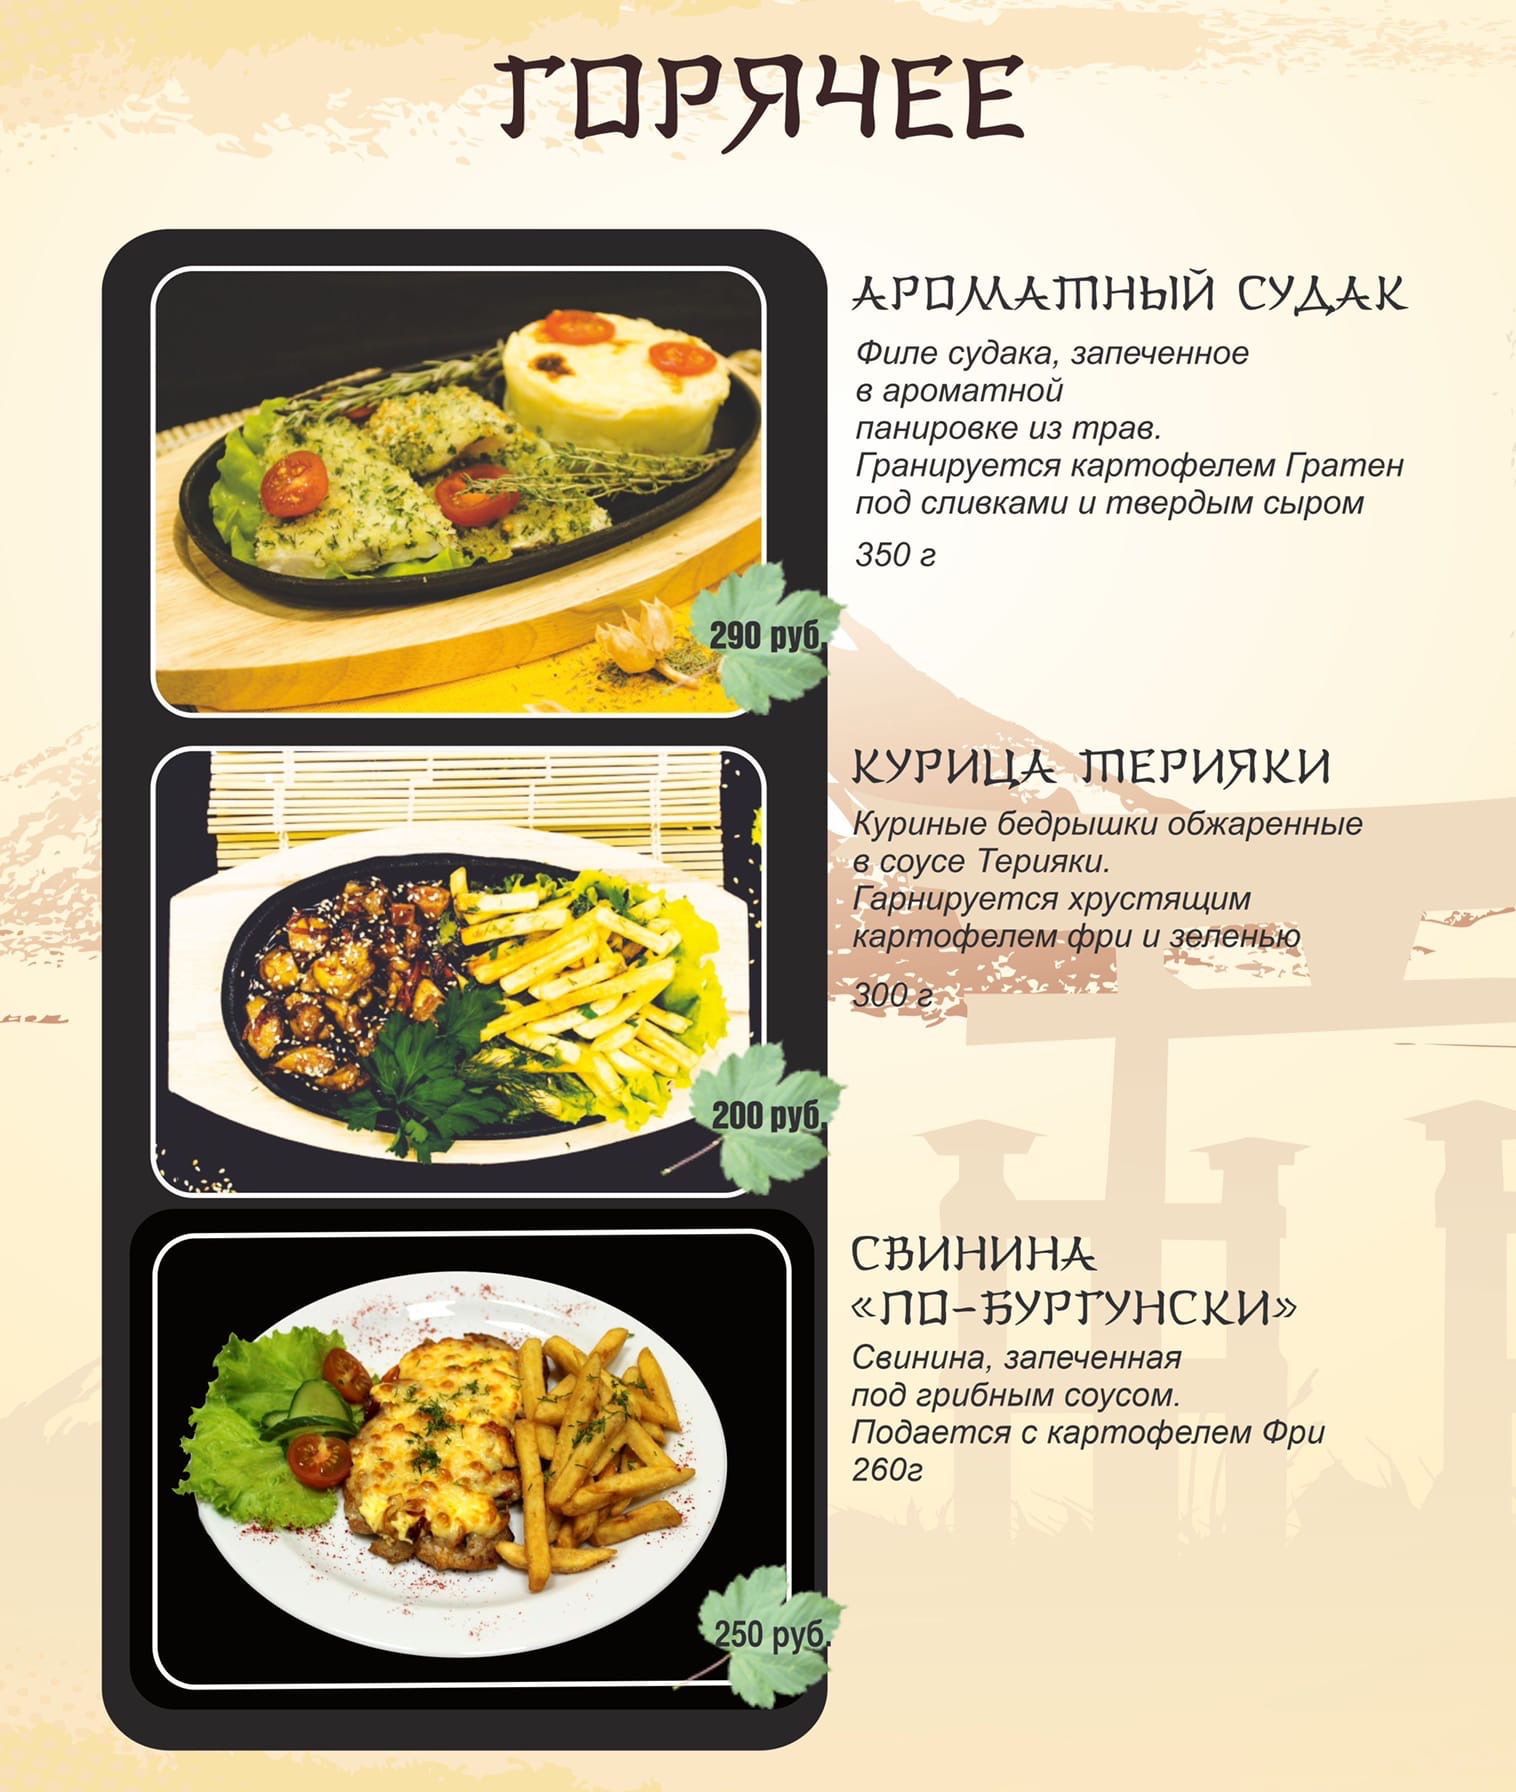 ГОРЯЧЕЕ
АРОМАТНЫЙ СУДАК
Филе судака, запеченное
в ароматной
панировке из трав.
Гранируется картофелем Гратен
под сливками и твердым сыром
350 г
290 руб.
КУРИЦА ТЕРИЯКИ
Куриные бедрышки обжаренные
в соусе Терияки.
Гарнируется хрустящим
картофелем фри и зеленью
300 г
200 руб.
СВИНИНА
«ПО-БУРГУНСКИ»
Свинина, запеченная
под грибным соусом.
Подается с картофелем Фри
260г
250 руб.